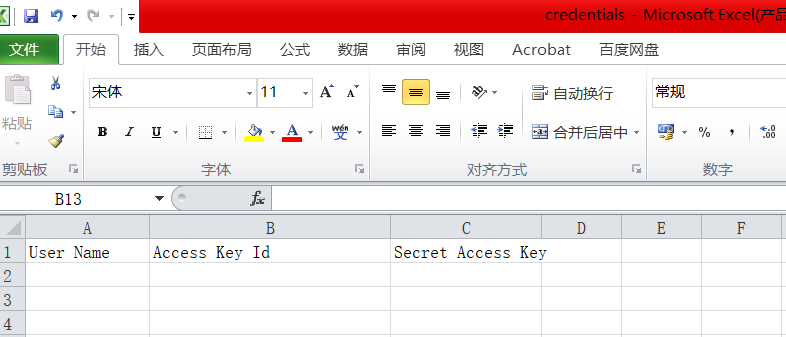 credentials - Microsoft Excel(产品
文件 开始 插入 页面布局 公式 数据 审阅 视图 Acrobat 百度网盘
宋体 11 A A 自动换行 常规
粘贴 B I U A wén 文 合并后居中 % , .00
剪贴板 字体 对齐方式 数字
B13 fx
A B C D E F
1 User Name Access Key Id Secret Access Key
2
3
4